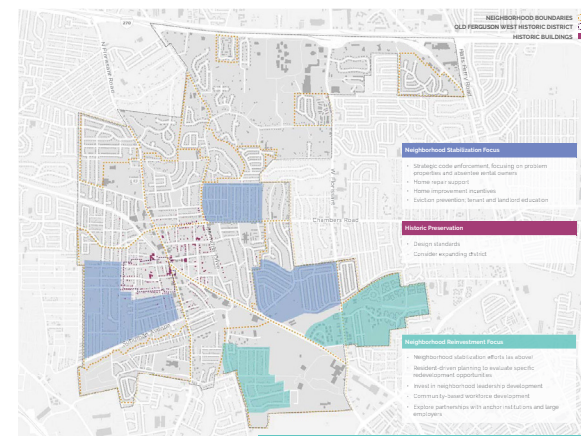 NEIGHBORHOOD BOUNDARIES
OLD FERGUSON WEST HISTORIC DISTRICT
HISTORIC BUILDINGS
Chambers Road
Neighborhood Stabilization Focus
· Strategic code enforcement, focusing on problem
properties and absentee rental owners
· Home repair support
· Home improvement incentives
· Eviction prevention: tenant and landlord education
Historic Preservation
· Design standards
· Consider expanding district
Neighborhood Reinvestment Focus
· Neighborhood stabilization efforts (as above)
· Resident-driven planning to evaluate specific
redevelopment opportunities
· Invest in neighborhood leadership development
· Community-based workforce development
· Explore partnerships with anchor institutions and large
employers